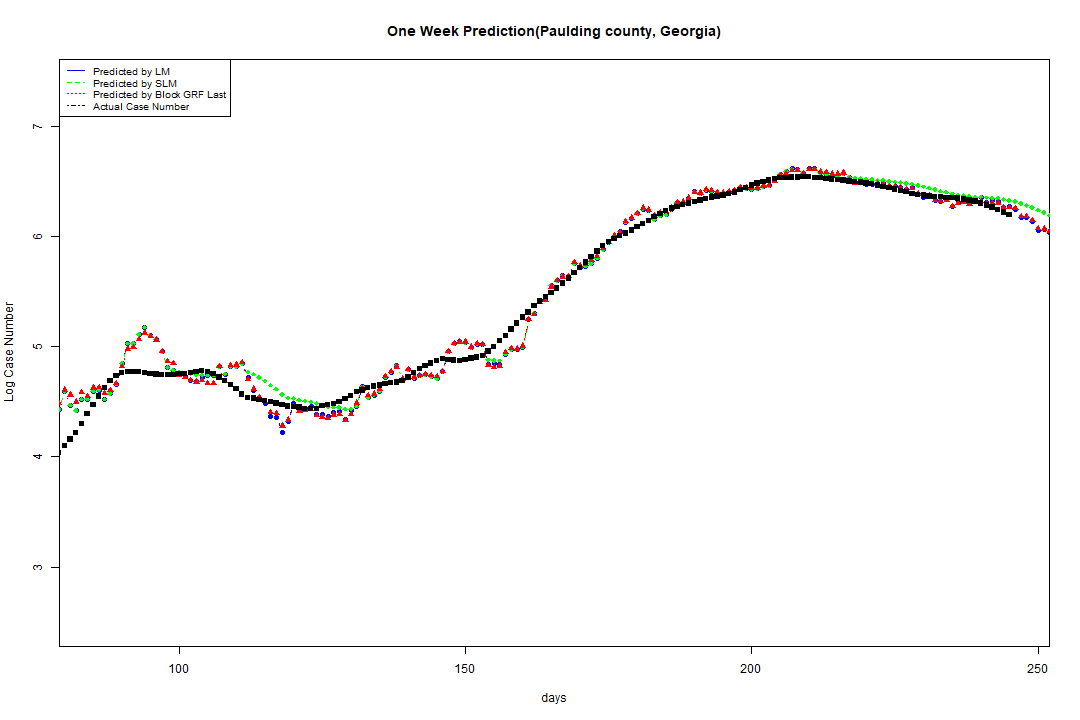 One Week Prediction(Paulding county, Georgia)
Predicted by LM
Predicted by SLM
Predicted by Block GRF Last
Actual Case Number
Log Case Number
7
6
5
4
3
100
150
200
250
days